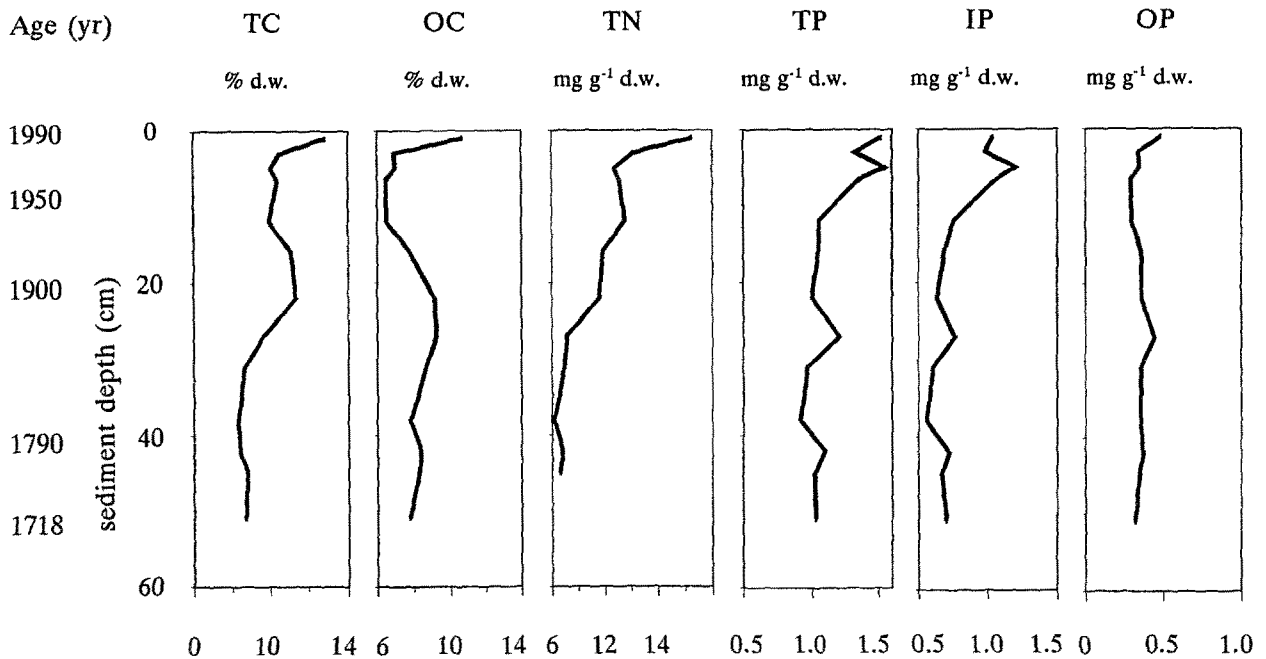 Age (yr) TC OC TN TP IP OP
% d.w. % d.w. mg g⁻¹ d.w. mg g⁻¹ d.w. mg g⁻¹ d.w. mg g⁻¹ d.w.
1990 0
1950
1900 20
sediment depth (cm)
1790 40
1718
60
0 10 14 6 10 14 6 12 14 0.5 1.0 1.5 0.5 1.0 1.5 0 0.5 1.0